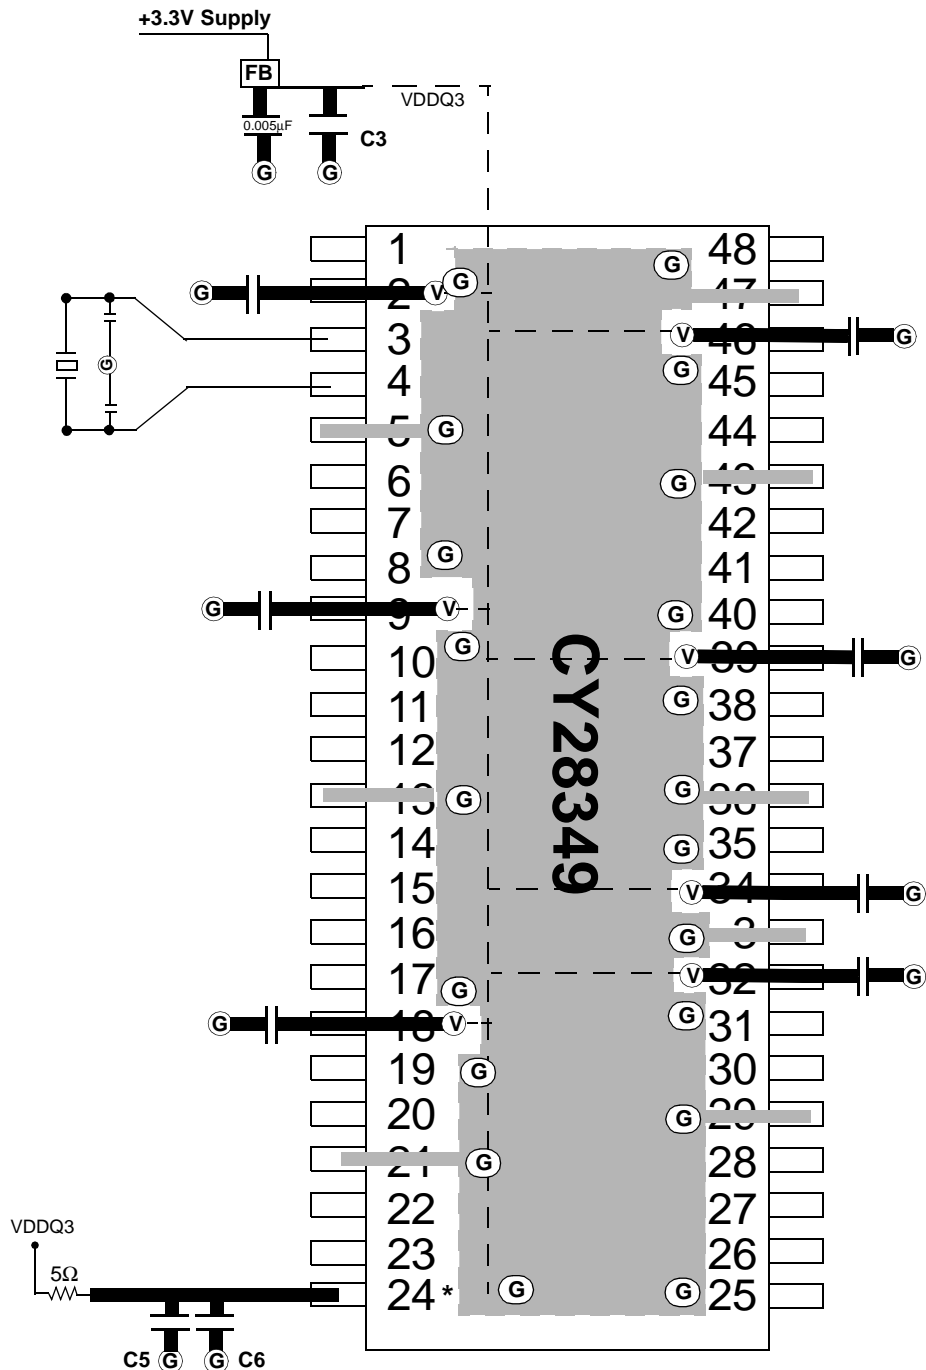 +3.3V Supply
FB
VDDQ3
0.005µF
C3
G G
1 G G 48
G 2 V 47
3 V 46 G
G
4 G 45
5 G 44
6 G 43
7 42
8 G 41
G 9 V G 40
10 G V 39 G
11 G 38
12 37
13 G G 36
14 G 35
15 V 34 G
16 G 3
17 G V 32 G
G 18 V G 31
19 G 30
20 G 29
21 G 28
22 27
VDDQ3
23 26
5Ω
24 * G G 25
C5 G G C6
CY28349